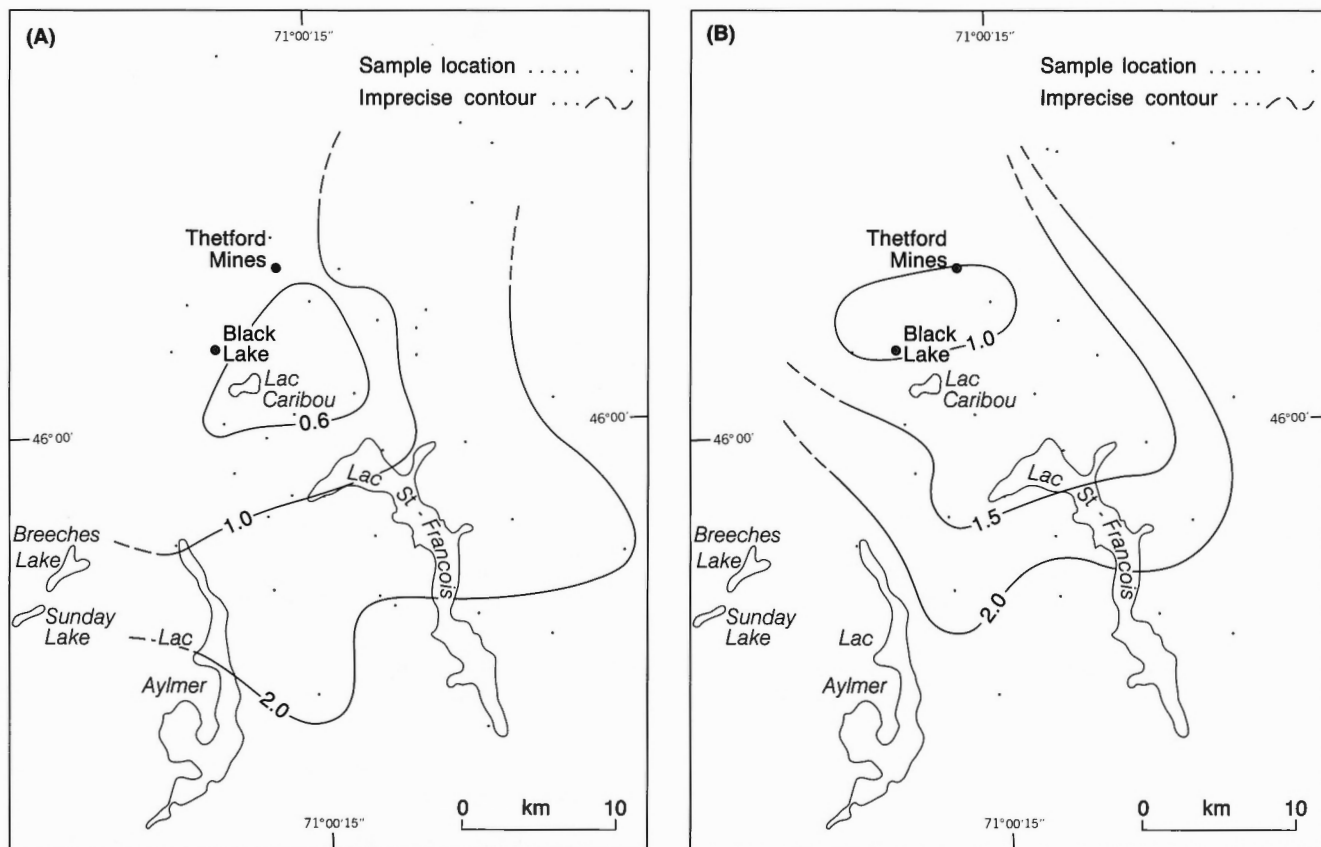 (A)
71°00'15"
Sample location ..... .
Imprecise contour ...
Thetford
Mines
Black
Lake
Lac
Caribou
0.6
46°00'
46°00'
Lac
St - Francois
1.0
Breeches
Lake
Sunday
Lake
Lac
Aylmer
2.0
0 km 10
71°00'15"
(B)
71°00'15"
Sample location ..... .
Imprecise contour ...
Thetford
Mines
Black
Lake
1.0
Lac
Caribou
46°00'
46°00'
Lac
St - Francois
1.5
Breeches
Lake
2.0
Sunday
Lake
Lac
Aylmer
0 km 10
71°00'15"